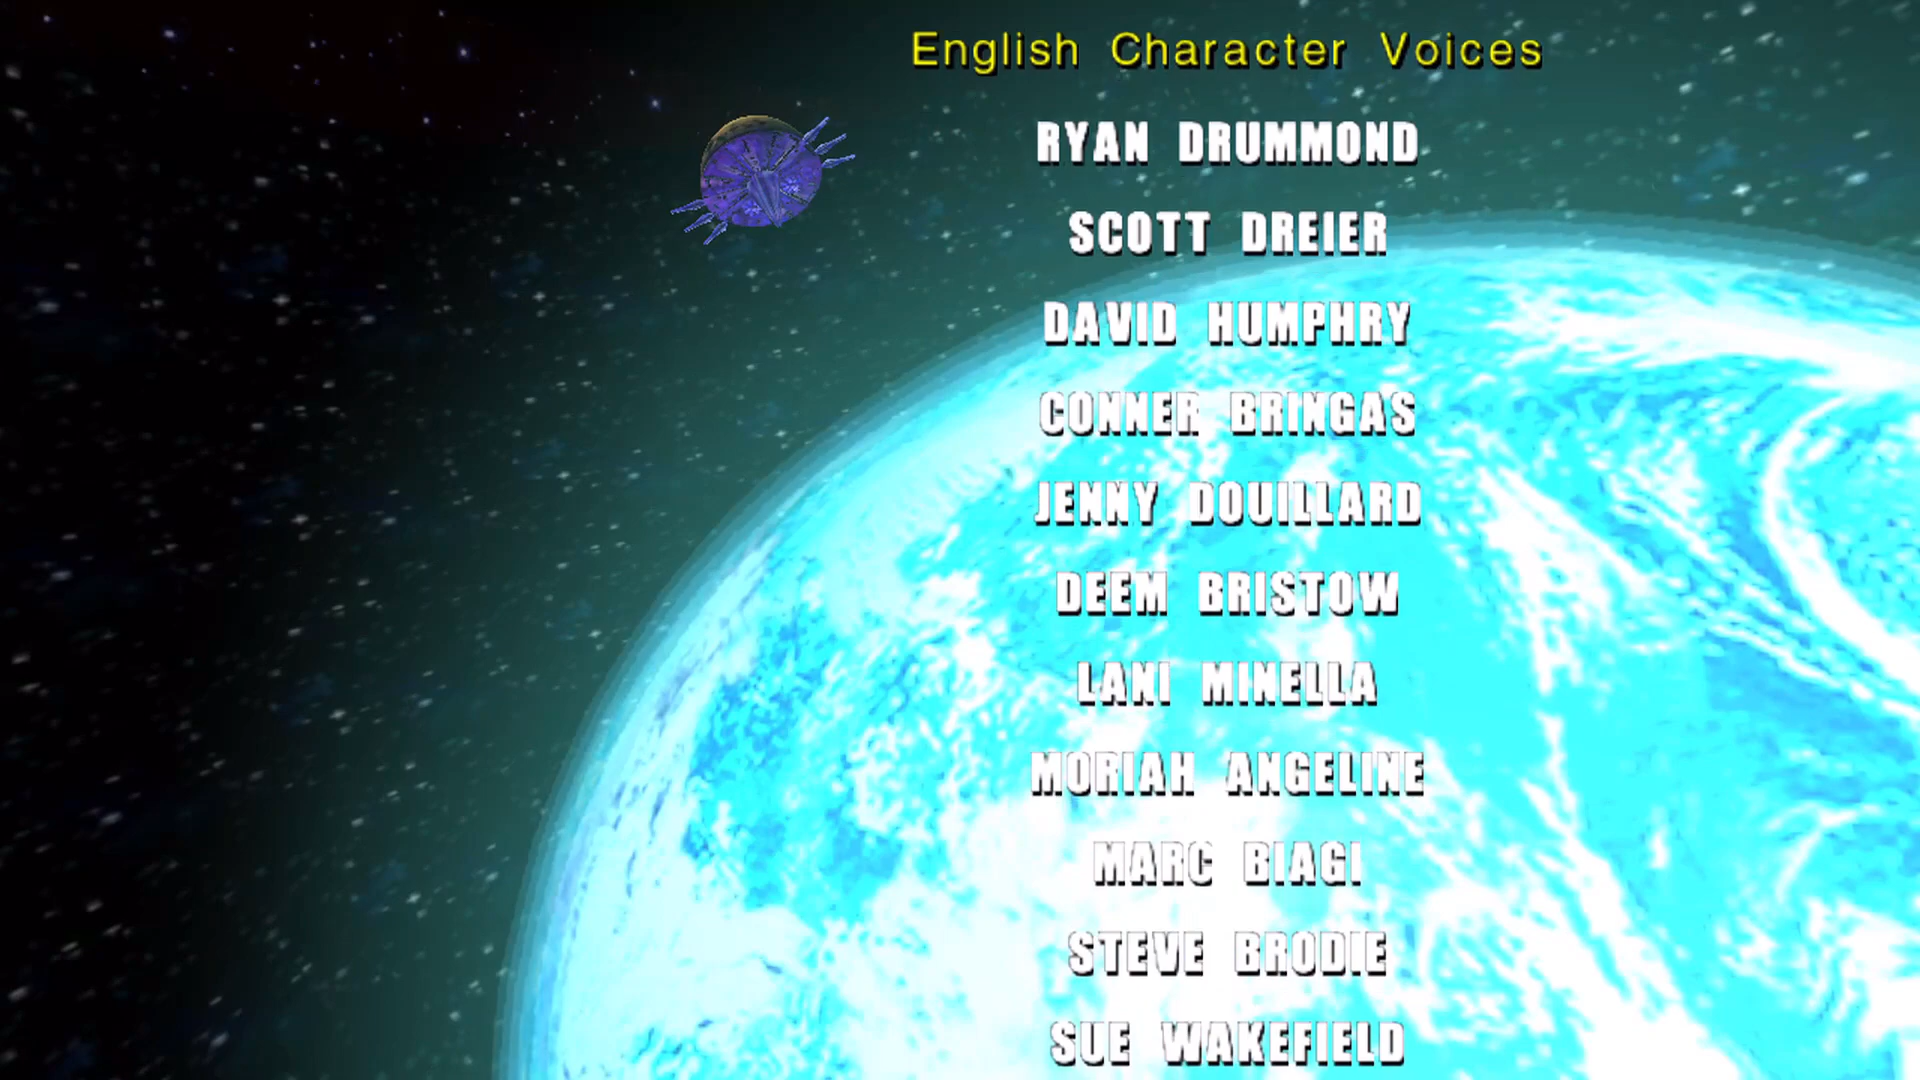 English Character Voices
RYAN DRUMMOND
SCOTT DREIER
DAVID HUMPHRY
CONNER BRINGAS
JENNY DOUILLARD
DEEM BRISTOW
LANI MINELLA
MORIAH ANGELINE
MARC BIAGI
STEVE BRODIE
SUE WAKEFIELD